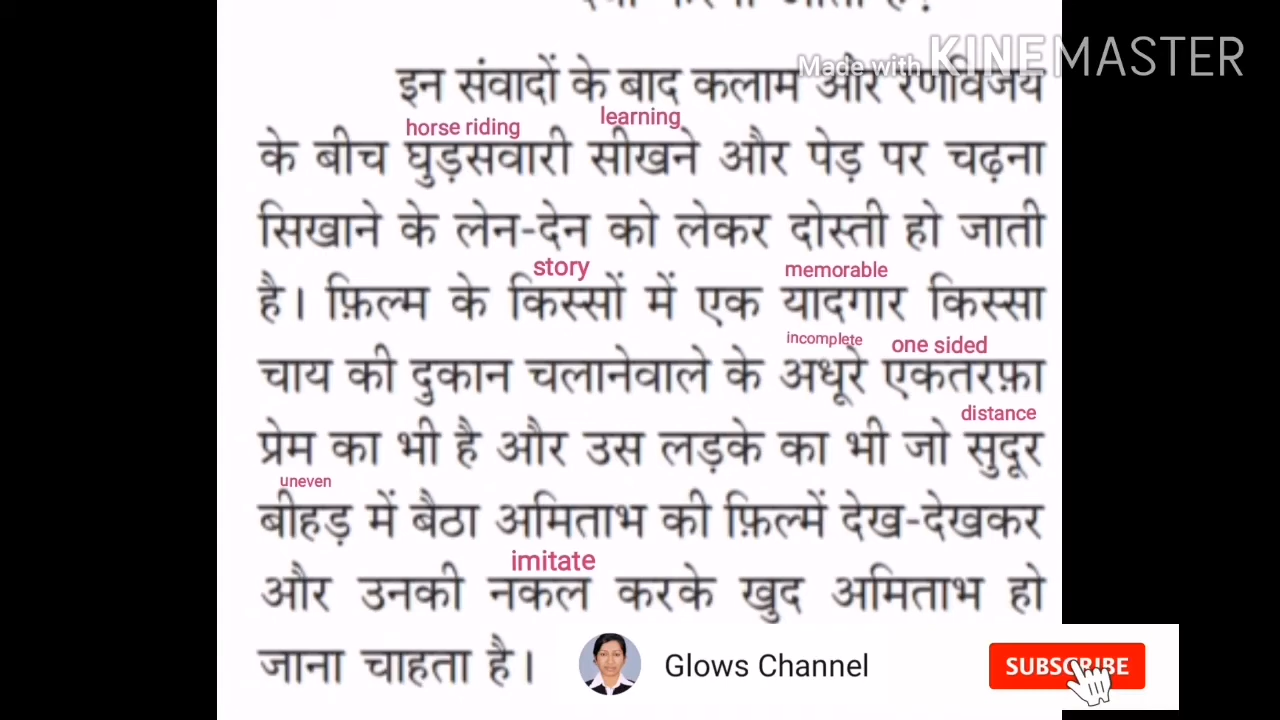 Made with KINEMASTER
इन संवादों के बाद कलाम और रणविजय
horse riding learning
के बीच घुड़सवारी सीखने और पेड़ पर चढ़ना
सिखाने के लेन-देन को लेकर दोस्ती हो जाती
story memorable
है। फ़िल्म के किस्सों में एक यादगार किस्सा
incomplete one sided
चाय की दुकान चलानेवाले के अधूरे एकतरफ़ा
distance
प्रेम का भी है और उस लड़के का भी जो सुदूर
uneven
बीहड़ में बैठा अमिताभ की फ़िल्में देख-देखकर
imitate
और उनकी नकल करके खुद अमिताभ हो
जाना चाहता है।
Glows Channel
SUBSCRIBE